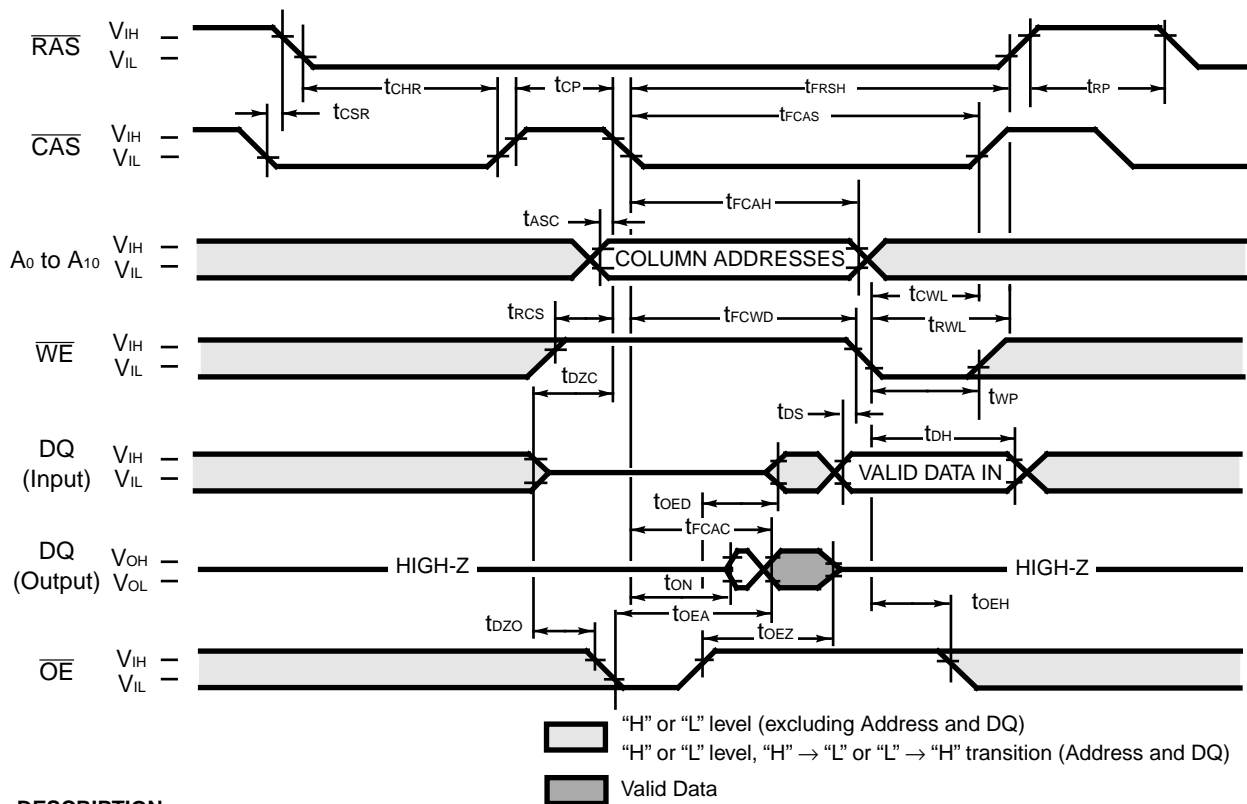 RAS
VIH
VIL
tCHR
tCP
tFRSH
tRP
tCSR
tFCAS
CAS
VIH
VIL
tFCAH
tASC
A0 to A10
VIH
VIL
COLUMN ADDRESSES
tCWL
tRCS
tFCWD
tRWL
WE
VIH
VIL
tDZC
tWP
tDS
tDH
DQ
(Input)
VIH
VIL
VALID DATA IN
tOED
tFCAC
DQ
(Output)
VOH
VOL
HIGH-Z
HIGH-Z
tON
tOEA
tOEH
tDZO
tOEZ
OE
VIH
VIL
“H” or “L” level (excluding Address and DQ)
“H” or “L” level, “H” → “L” or “L” → “H” transition (Address and DQ)
Valid Data